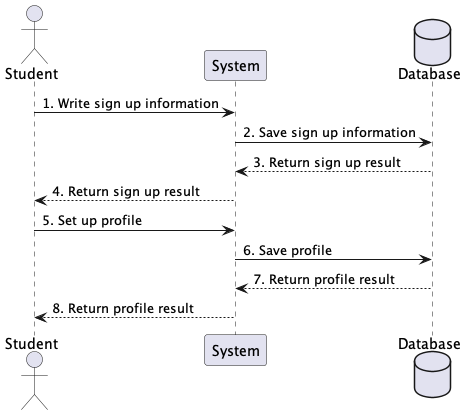 Student
System
Database
1. Write sign up information
2. Save sign up information
3. Return sign up result
4. Return sign up result
5. Set up profile
6. Save profile
7. Return profile result
8. Return profile result
Student
System
Database